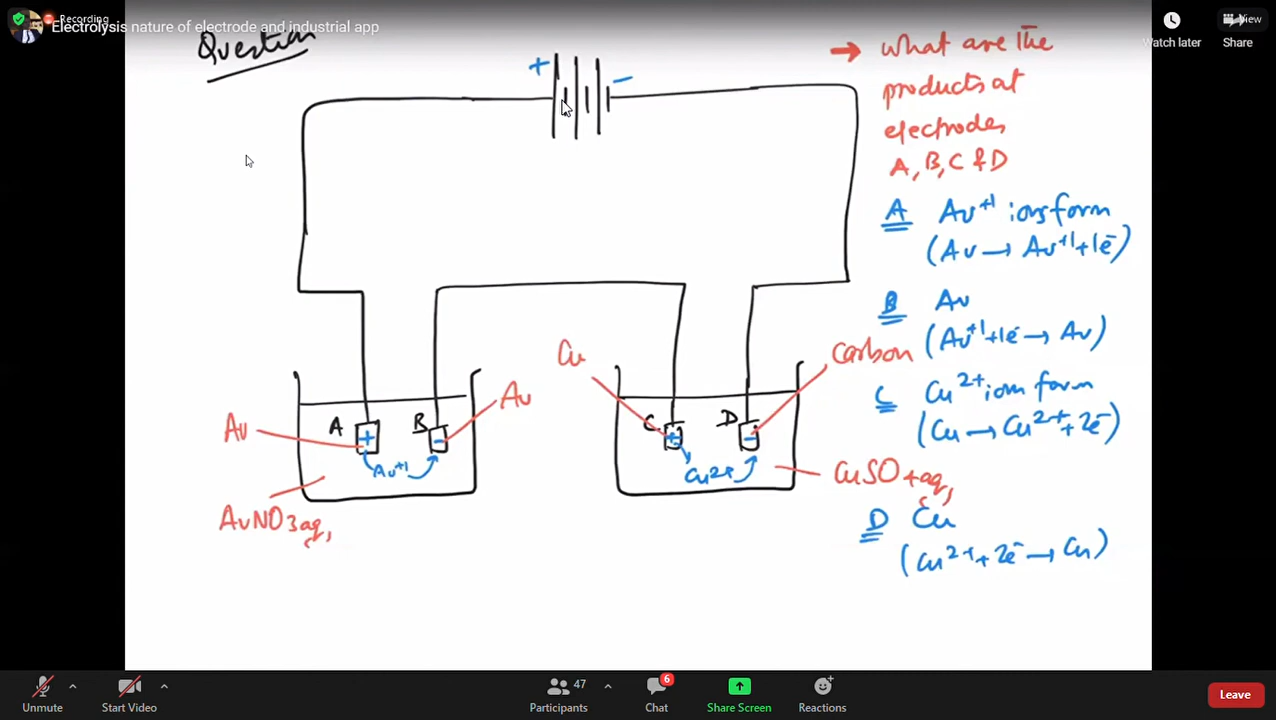 Recording
Electrolysis nature of electrode and industrial app
View
Watch later
Share
Question
+
-
→ what are the
products at
electrodes
A, B, C & D
A Au+1 ions form
(Au → Au+1 + 1e-)
B Au
(Au+1 + 1e- → Au)
C Cu2+ ion form
(Cu → Cu2+ + 2e-)
D Cu
(Cu2+ + 2e- → Cu)
Au
A
+
B
-
Au
Au+1
AuNO3 aq,
Cu
C
+
D
-
carbon
Cu2+
CuSO4 aq,
Unmute
Start Video
47
Participants
6
Chat
Share Screen
Reactions
Leave